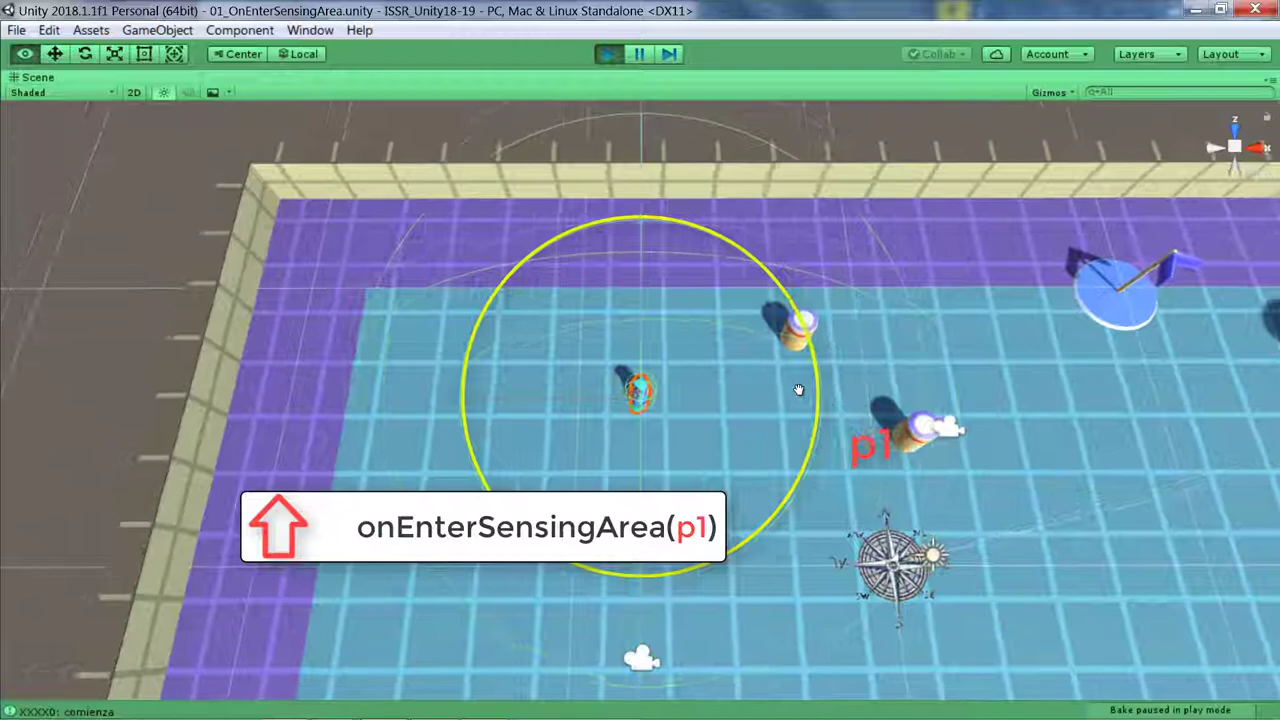 Unity 2018.1.1f1 Personal (64bit) - 01_OnEnterSensingArea.unity - ISSR_Unity18-19 - PC, Mac & Linux Standalone <DX11>
File Edit Assets GameObject Component Window Help
Center Local Collab Account Layers Layout
Scene
Shaded 2D Gizmos All
z
x
p1
onEnterSensingArea(p1)
XXXX0: comienza Bake paused in play mode